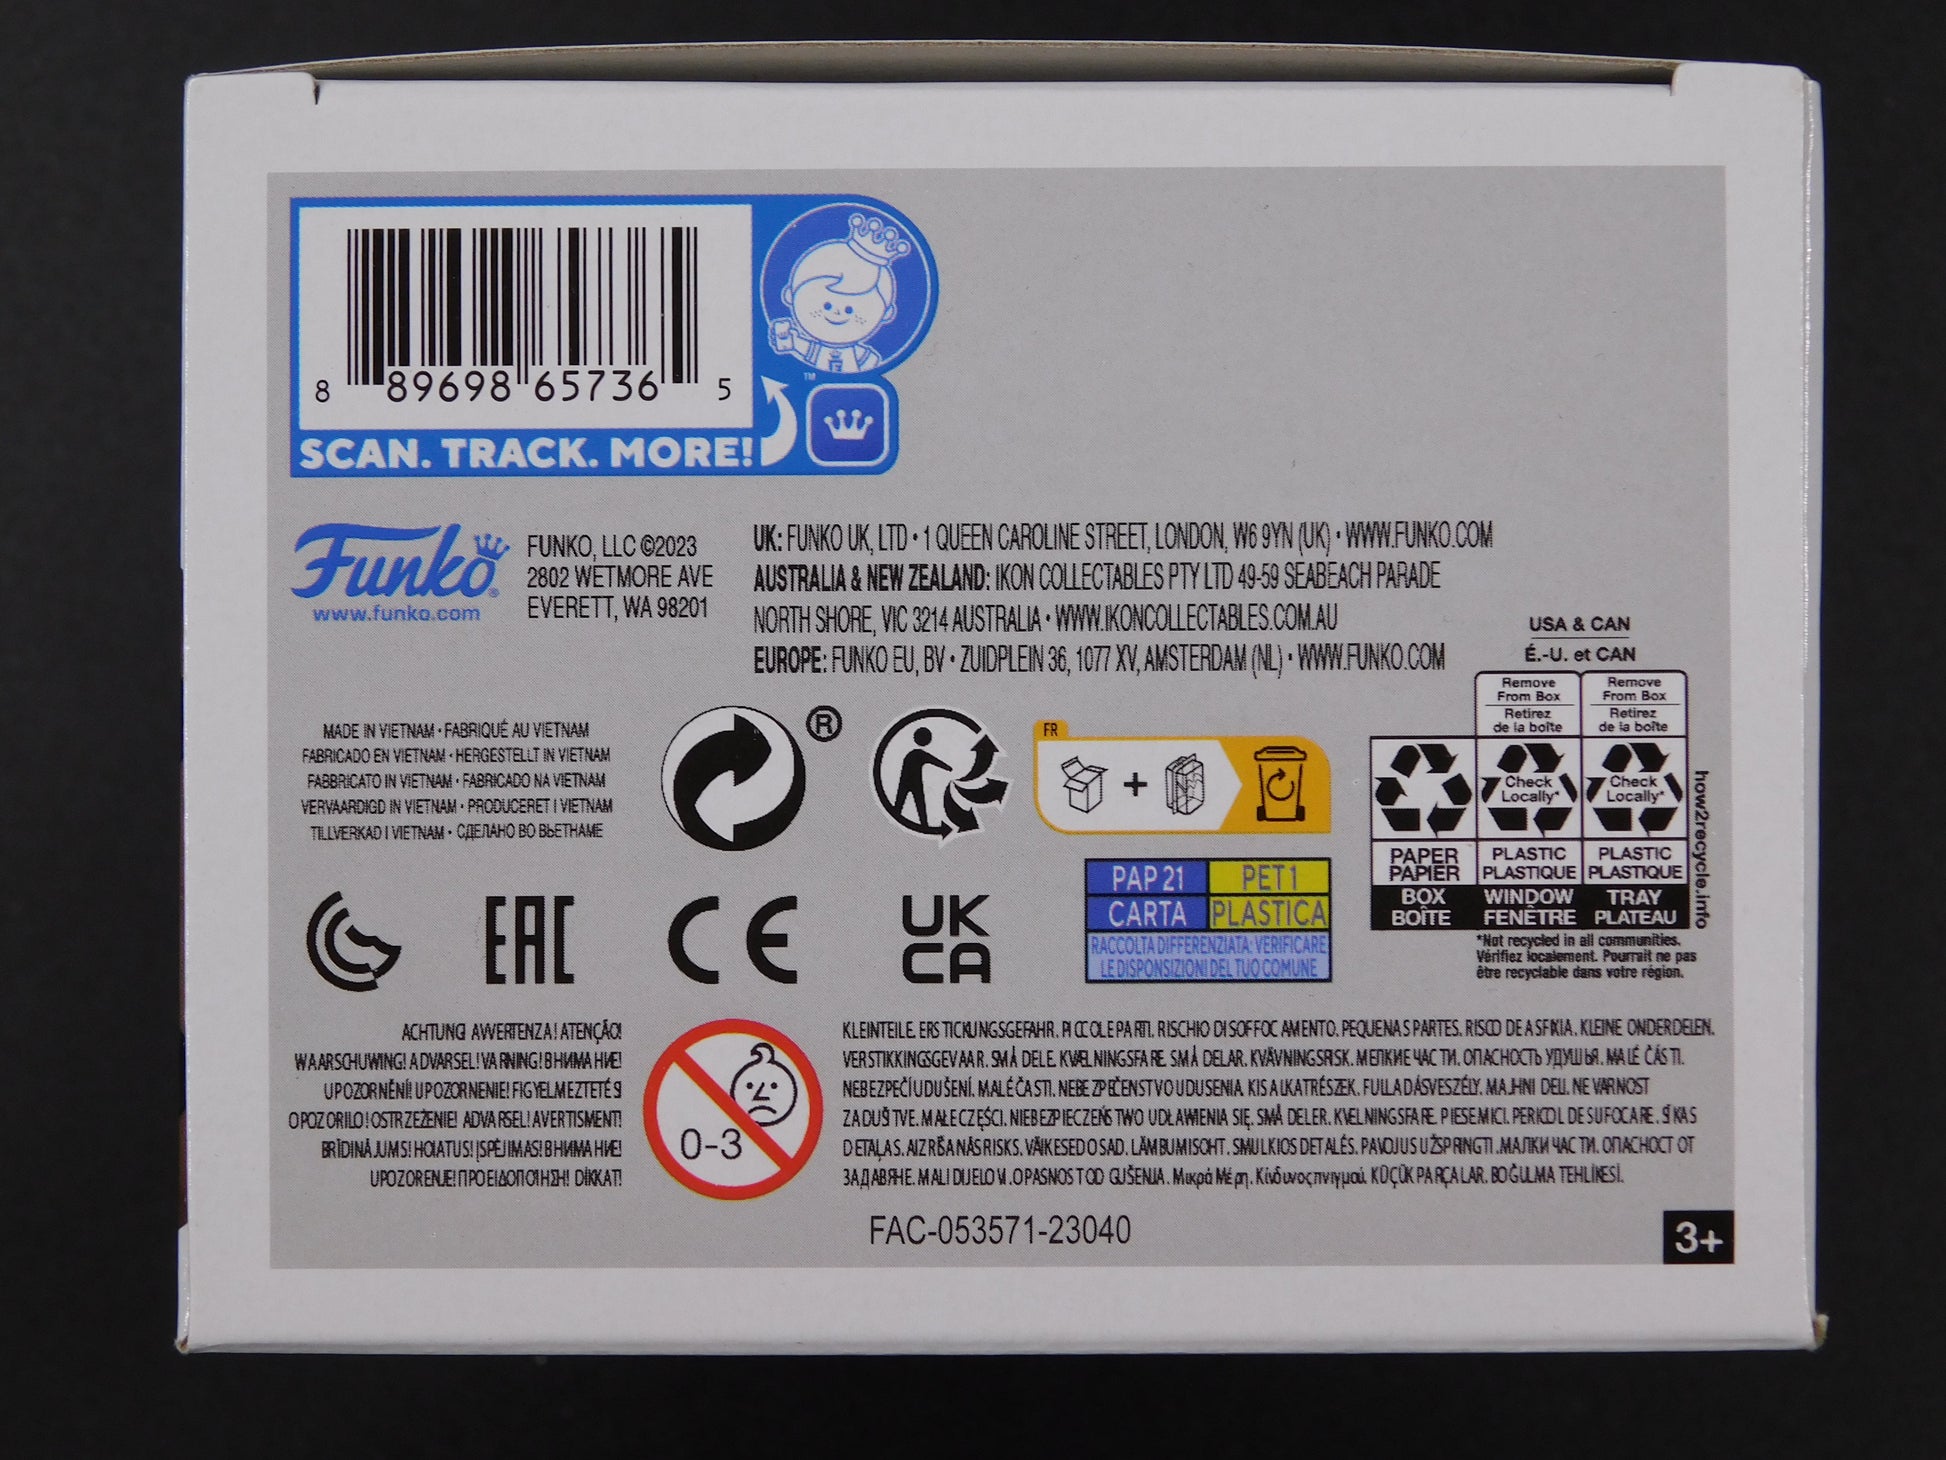 8 89698 65736 5
SCAN. TRACK. MORE!
TM
Funko®
www.funko.com
FUNKO, LLC ©2023
2802 WETMORE AVE
EVERETT, WA 98201
UK: FUNKO UK, LTD • 1 QUEEN CAROLINE STREET, LONDON, W6 9YN (UK) • WWW.FUNKO.COM
AUSTRALIA & NEW ZEALAND: IKON COLLECTABLES PTY LTD 49-59 SEABEACH PARADE
NORTH SHORE, VIC 3214 AUSTRALIA • WWW.IKONCOLLECTABLES.COM.AU
EUROPE: FUNKO EU, BV • ZUIDPLEIN 36, 1077 XV, AMSTERDAM (NL) • WWW.FUNKO.COM
USA & CAN
É.-U. et CAN
Remove From Box
Retirez de la boîte
Remove From Box
Retirez de la boîte
Check Locally*
Check Locally*
PAPER PAPIER
PLASTIC PLASTIQUE
PLASTIC PLASTIQUE
BOX BOÎTE
WINDOW FENÊTRE
TRAY PLATEAU
how2recycle.info
*Not recycled in all communities.
Vérifiez localement. Pourrait ne pas
être recyclable dans votre région.
MADE IN VIETNAM • FABRIQUÉ AU VIETNAM
FABRICADO EN VIETNAM • HERGESTELLT IN VIETNAM
FABBRICATO IN VIETNAM • FABRICADO NA VIETNAM
VERVAARDIGD IN VIETNAM • PRODUCERET I VIETNAM
TILLVERKAD I VIETNAM • СДЕЛАНО ВО ВЬЕТНАМЕ
®
FR
+
PAP 21
PET 1
CARTA
PLASTICA
RACCOLTA DIFFERENZIATA: VERIFICARE
LE DISPONSIZIONI DEL TUO COMUNE
EAC
CE
UK
CA
ACHTUNG! AVVERTENZA! ATENÇÃO!
WAARSCHUWING! ADVARSEL! VARNING! ВНИМАНИЕ!
UPOZORNĚNÍ! UPOZORNENIE! FIGYELMEZTETÉS!
OPOZORILO! OSTRZEŻENIE! ADVARSEL! AVERTISMENT!
BRĪDINĀJUMS! HOIATUS! ĮSPĖJIMAS! ВНИМАНИЕ!
UPOZORENJE! ΠΡΟΕΙΔΟΠΟΙΗΣΗ! DİKKAT!
0-3
KLEINTEILE. ERSTICKUNGSGEFAHR. PICCOLE PARTI. RISCHIO DI SOFFOCAMENTO. PEQUENAS PARTES. RISCO DE ASFIXIA. KLEINE ONDERDELEN.
VERSTIKKINGSGEVAAR. SMÅ DELE. KVÆLNINGSFARE. SMÅ DELAR. KVÄVNINGSRISK. МЕЛКИЕ ЧАСТИ. ОПАСНОСТЬ УДУШЬЯ. MALÉ ČÁSTI.
NEBEZPEČÍ UDUŠENÍ. MALÉ ČASTI. NEBEZPEČENSTVO UDUSENIA. KIS ALKATRÉSZEK. FULLADÁSVESZÉLY. MAJHNI DELI. NEVARNOST
ZADUŠTVE. MAŁE CZĘŚCI. NIEBEZPIECZEŃSTWO UDŁAWIENIA SIĘ. SMÅ DELER. KVELNINGSFARE. PIESE MICI. PERICOL DE SUFOCARE. SĪKAS
DETAĻAS. AIZRĪŠANĀS RISKS. VÄIKESED OSAD. LÄMBUMISOHT. SMULKIOS DETALĖS. PAVOJUS UŽSPRINGTI. МАЛКИ ЧАСТИ. ОПАСНОСТ ОТ
ЗАДАВЯНЕ. MALI DIJELOVI. OPASNOST OD GUŠENJA. Μικρά Μέρη. Κίνδυνος πνιγμού. KÜÇÜK PARÇALAR. BOĞULMA TEHLİKESİ.
FAC-053571-23040
3+